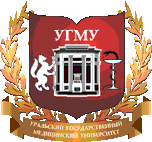 УГМУ
УРАЛЬСКИЙ ГОСУДАРСТВЕННЫЙ
МЕДИЦИНСКИЙ УНИВЕРСИТЕТ